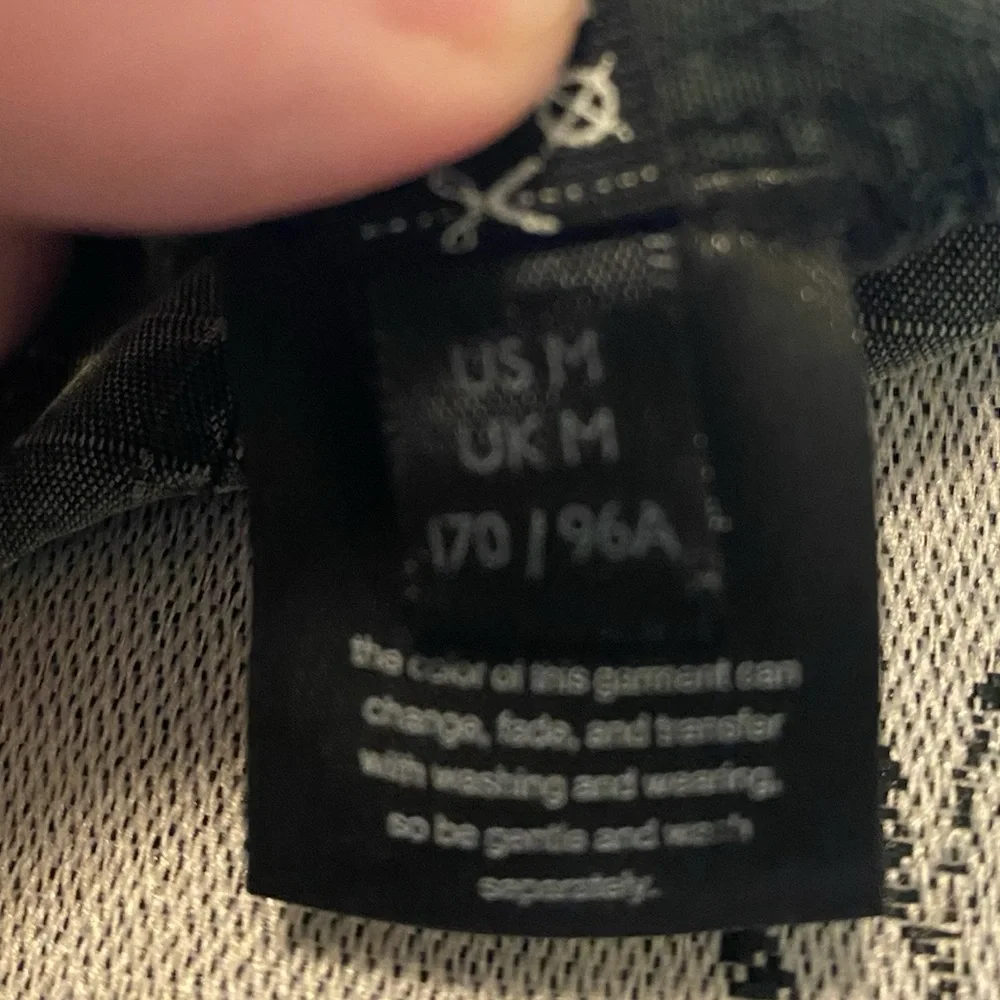 US M
UK M
170 / 96A
the color of this garment can
change, fade, and transfer
with washing and wearing,
so be gentle and wash
separately.